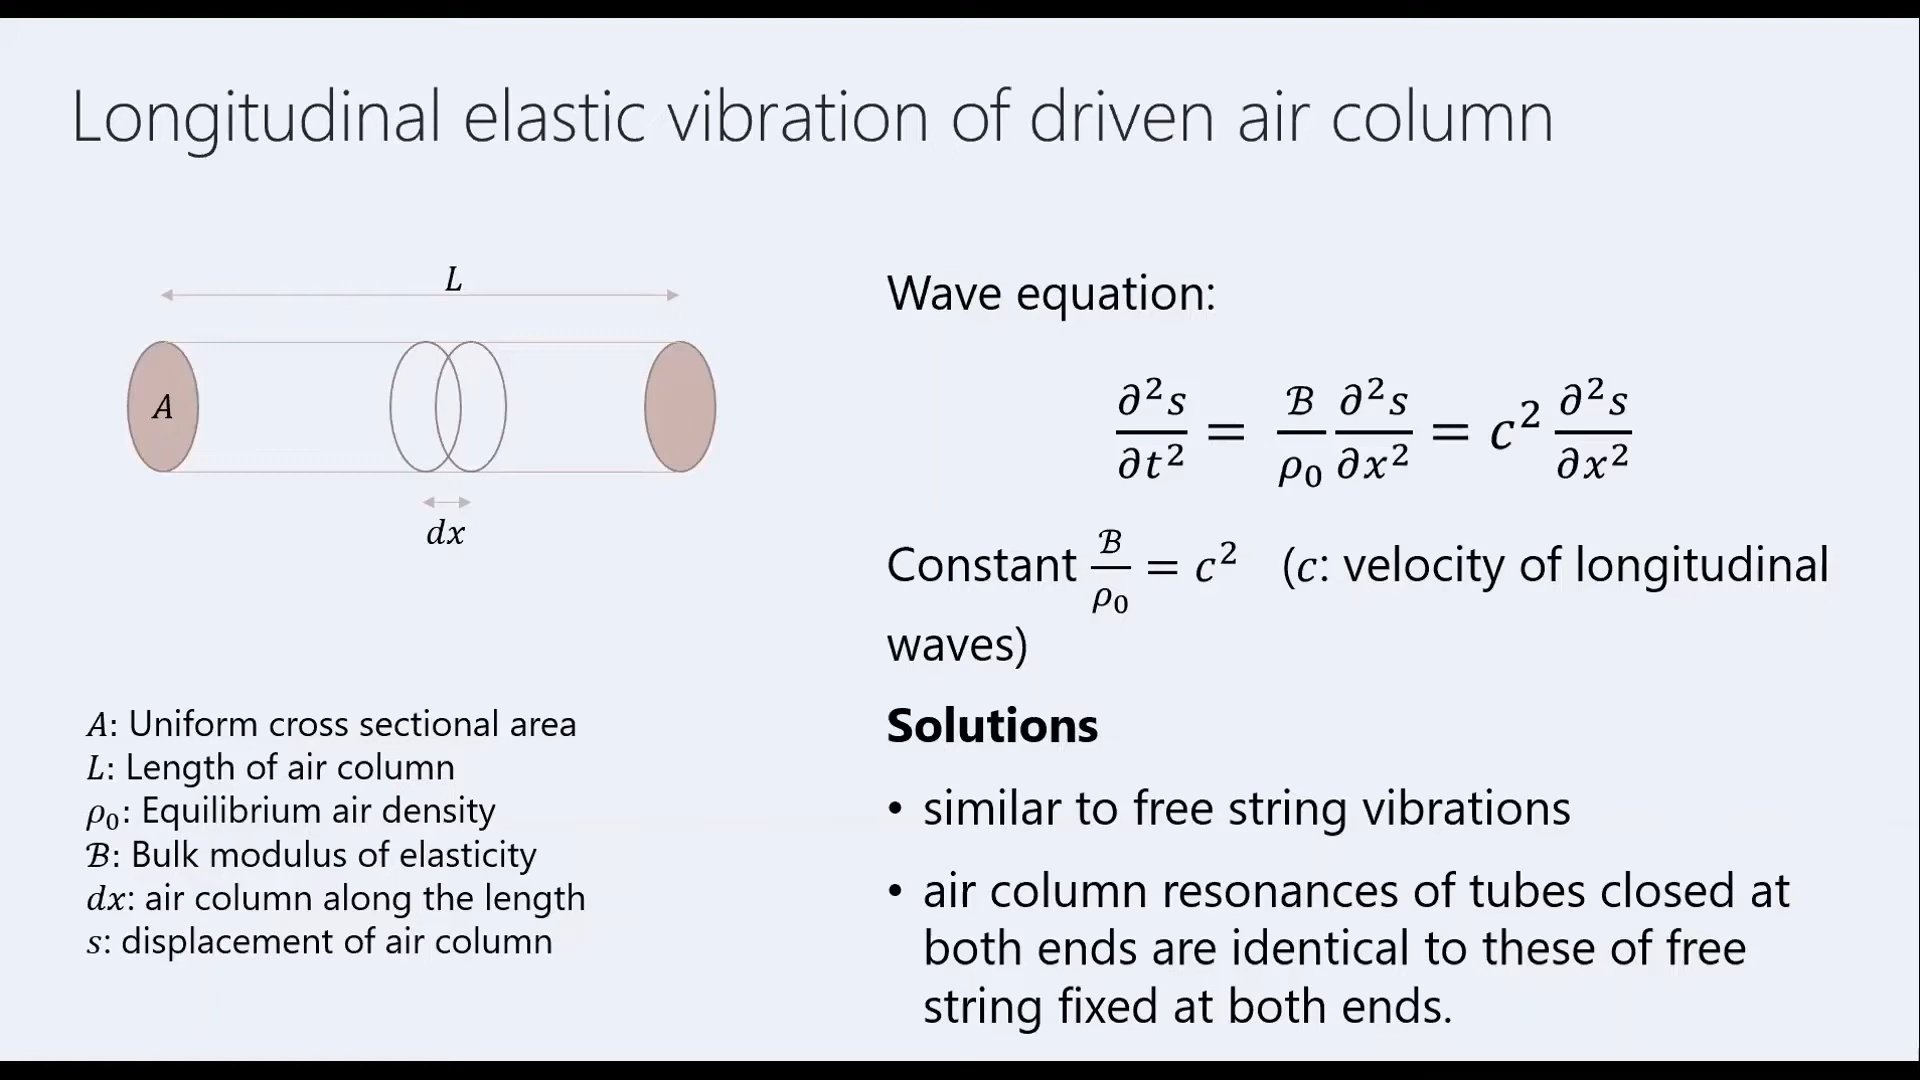 Longitudinal elastic vibration of driven air column
L
A
dx
A: Uniform cross sectional area
L: Length of air column
ρ₀: Equilibrium air density
ℬ: Bulk modulus of elasticity
dx: air column along the length
s: displacement of air column
Wave equation:
∂²s/∂t² = ℬ/ρ₀ ∂²s/∂x² = c² ∂²s/∂x²
Constant ℬ/ρ₀ = c² (c: velocity of longitudinal
waves)
Solutions
• similar to free string vibrations
• air column resonances of tubes closed at
both ends are identical to these of free
string fixed at both ends.